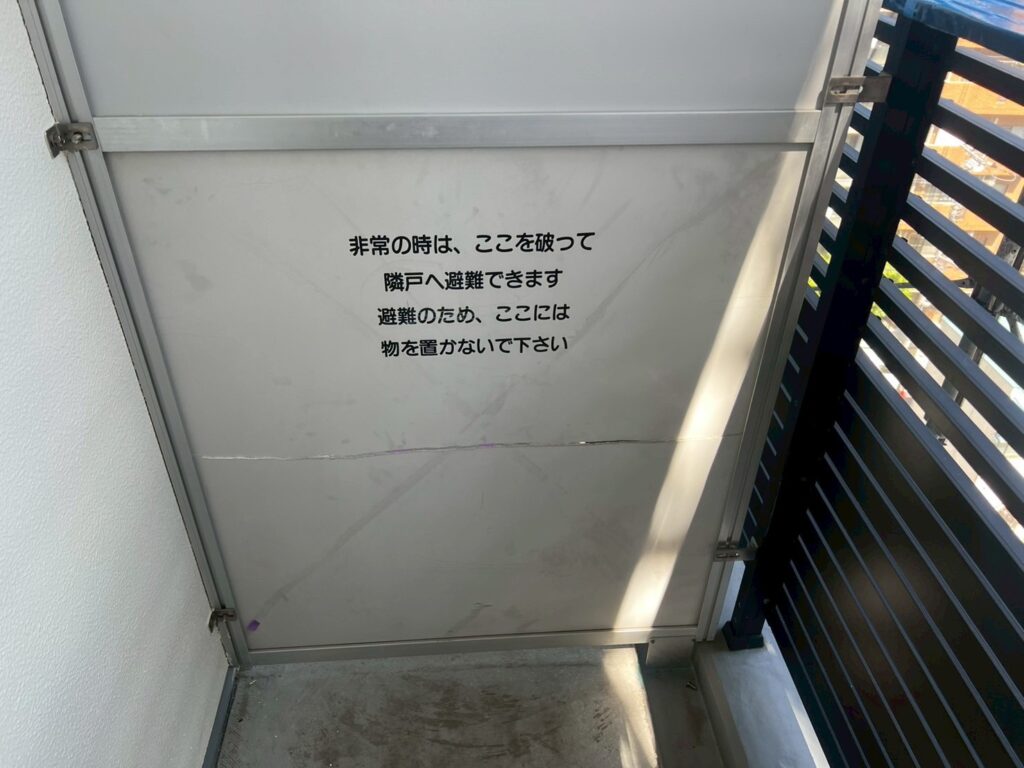 非常の時は、ここを破って
隣戸へ避難できます
避難のため、ここには
物を置かないで下さい